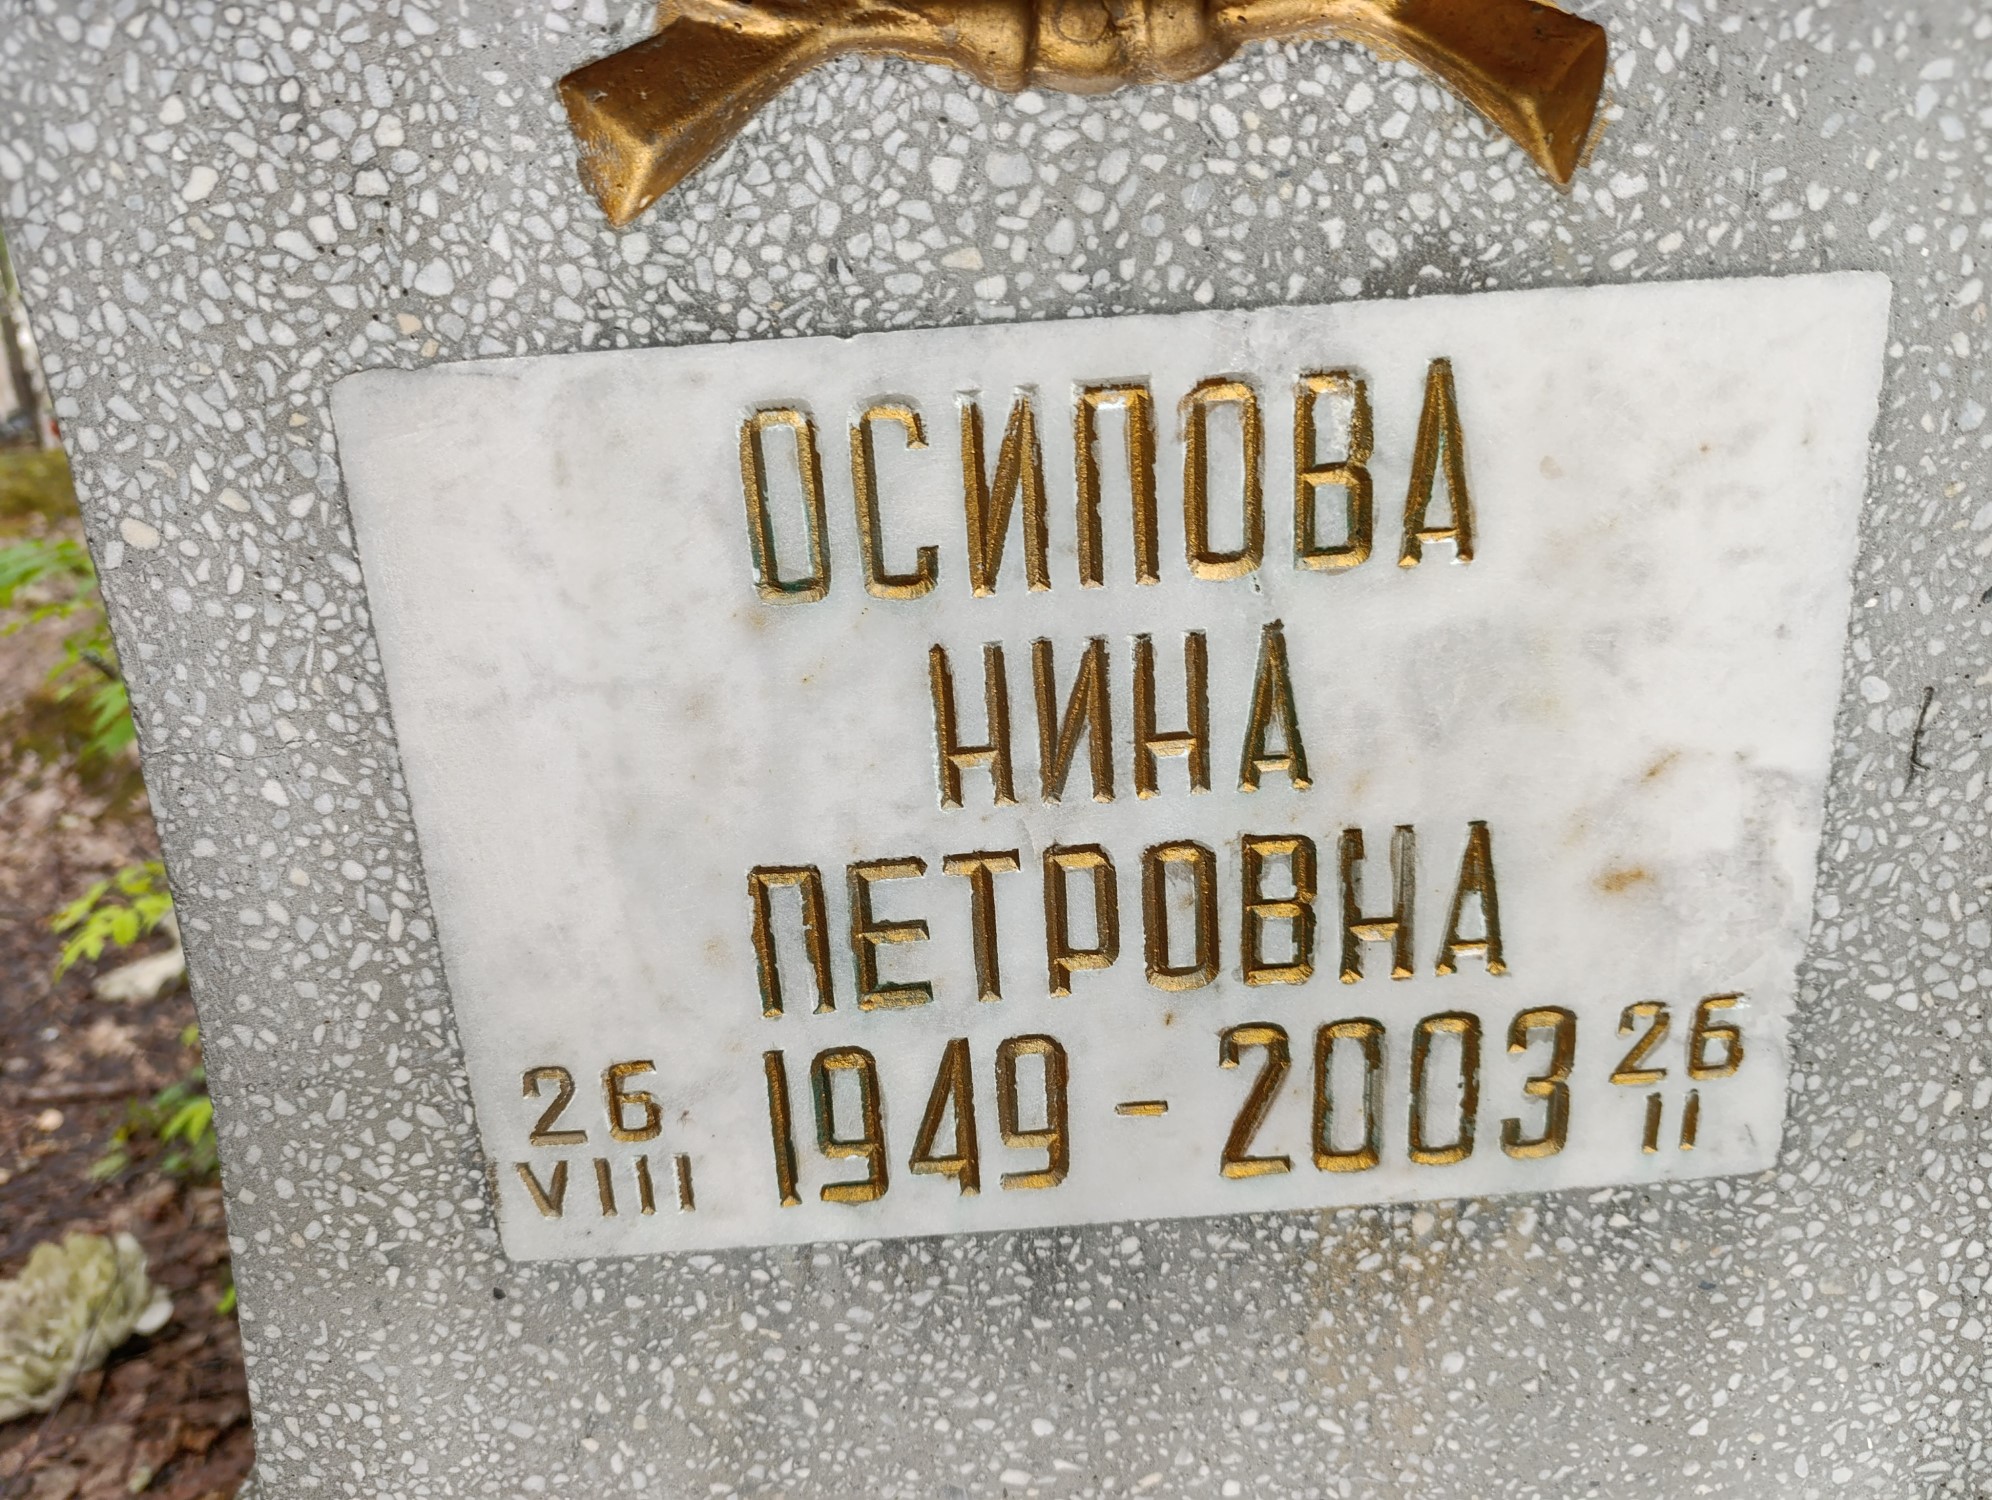 ОСИПОВА
НИНА
ПЕТРОВНА
26 VIII 1949 - 2003 26 II